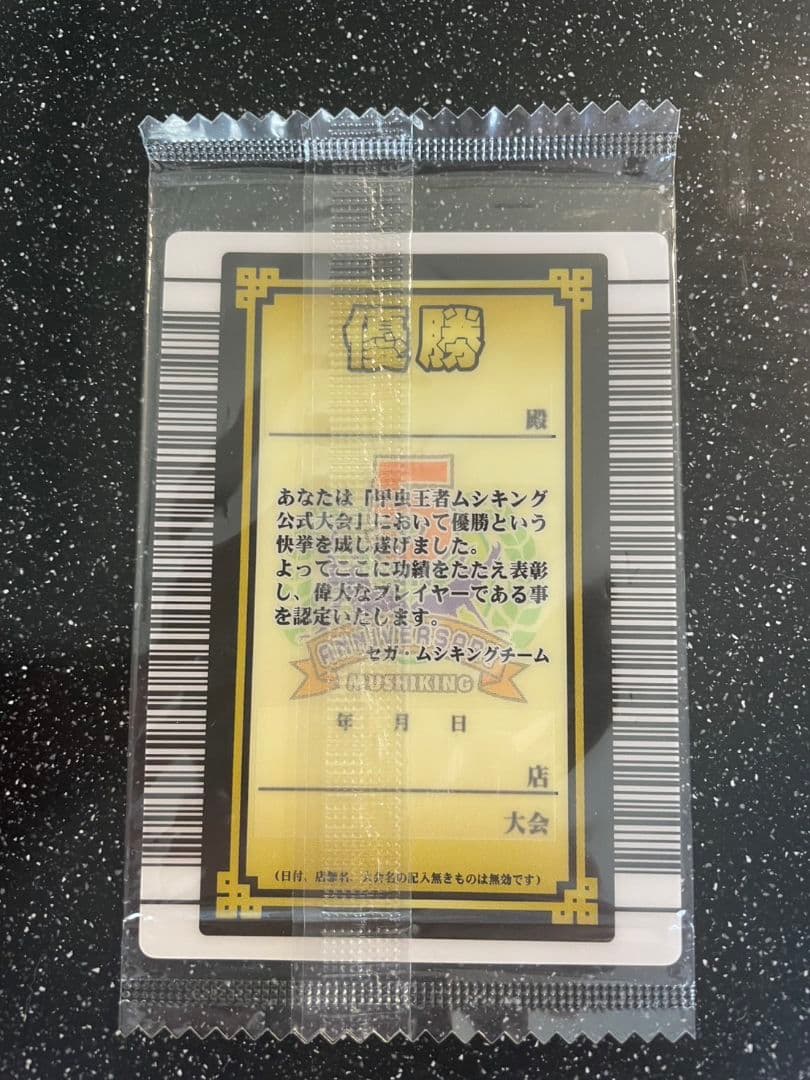 優勝
殿
5
あなたは「甲虫王者ムシキング
公式大会」において優勝という
快挙を成し遂げました。
よってここに功績をたたえ表彰
し、偉大なプレイヤーである事
を認定いたします。
ANNIVERSARY
セガ・ムシキングチーム
MUSHIKING
年 月 日
店
大会
(日付、店舗名、大会名の記入無きものは無効です)